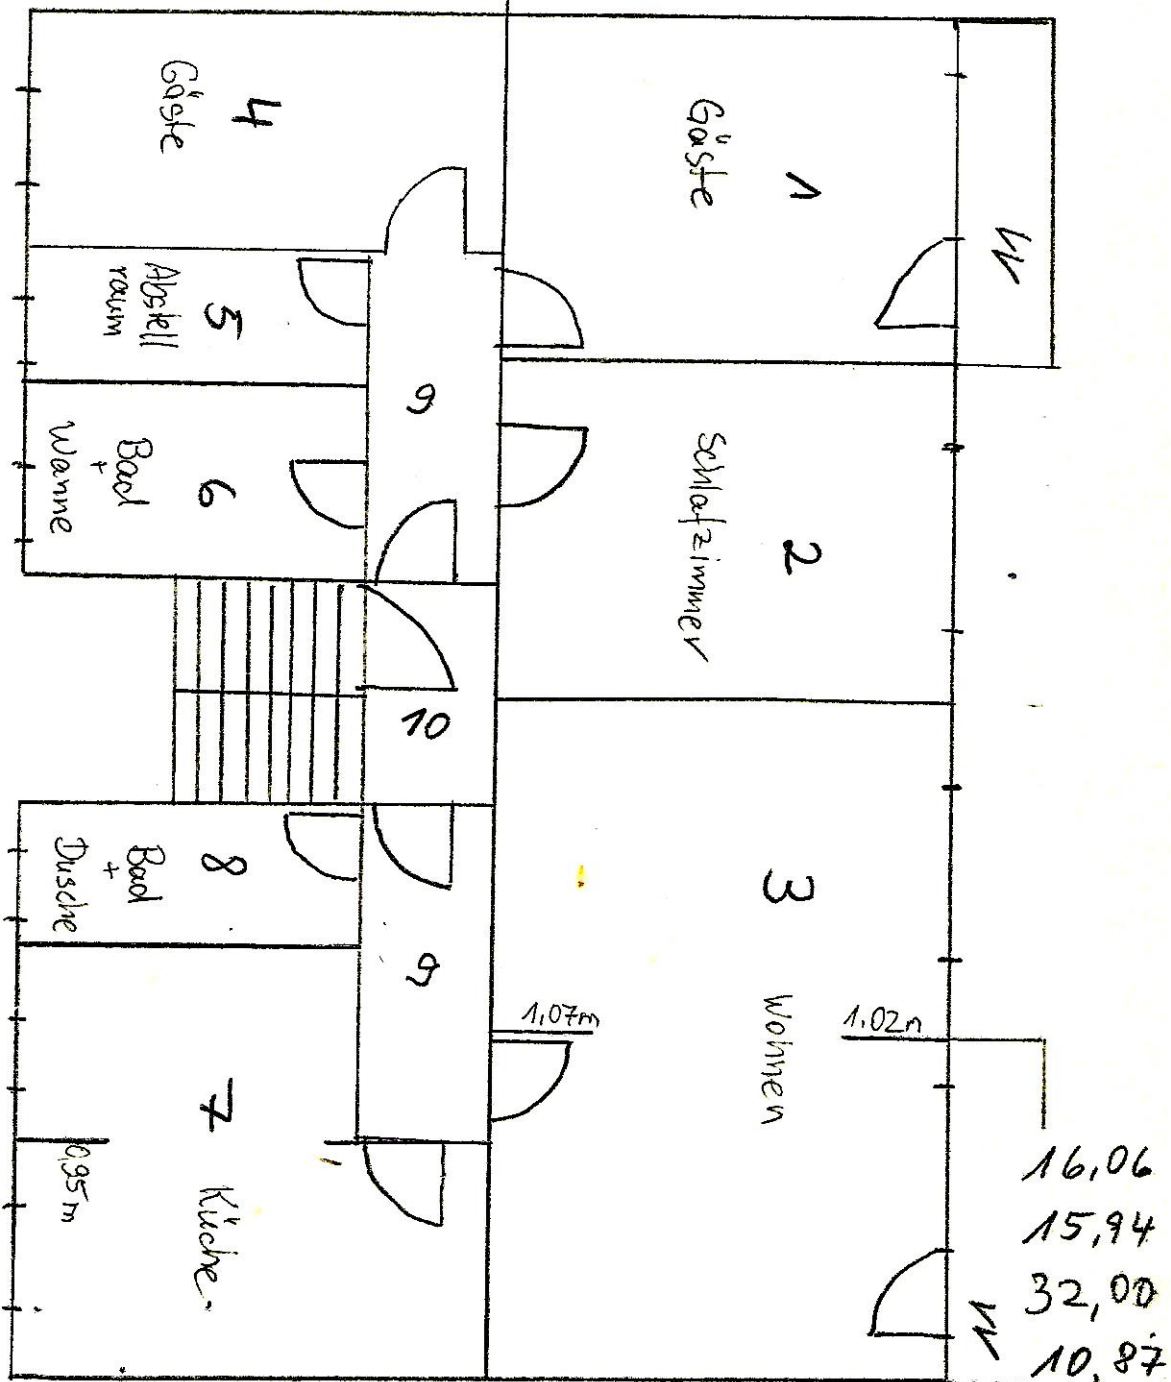 4
Gäste
1
Gäste
11
5
Abstell
raum
9
6
Bad
+
Wanne
2
Schlafzimmer
10
8
Bad
+
Dusche
9
3
Wohnen
1,07m
1,02m
7
Küche
0,95m
11
16,06
15,94
32,00
10,87